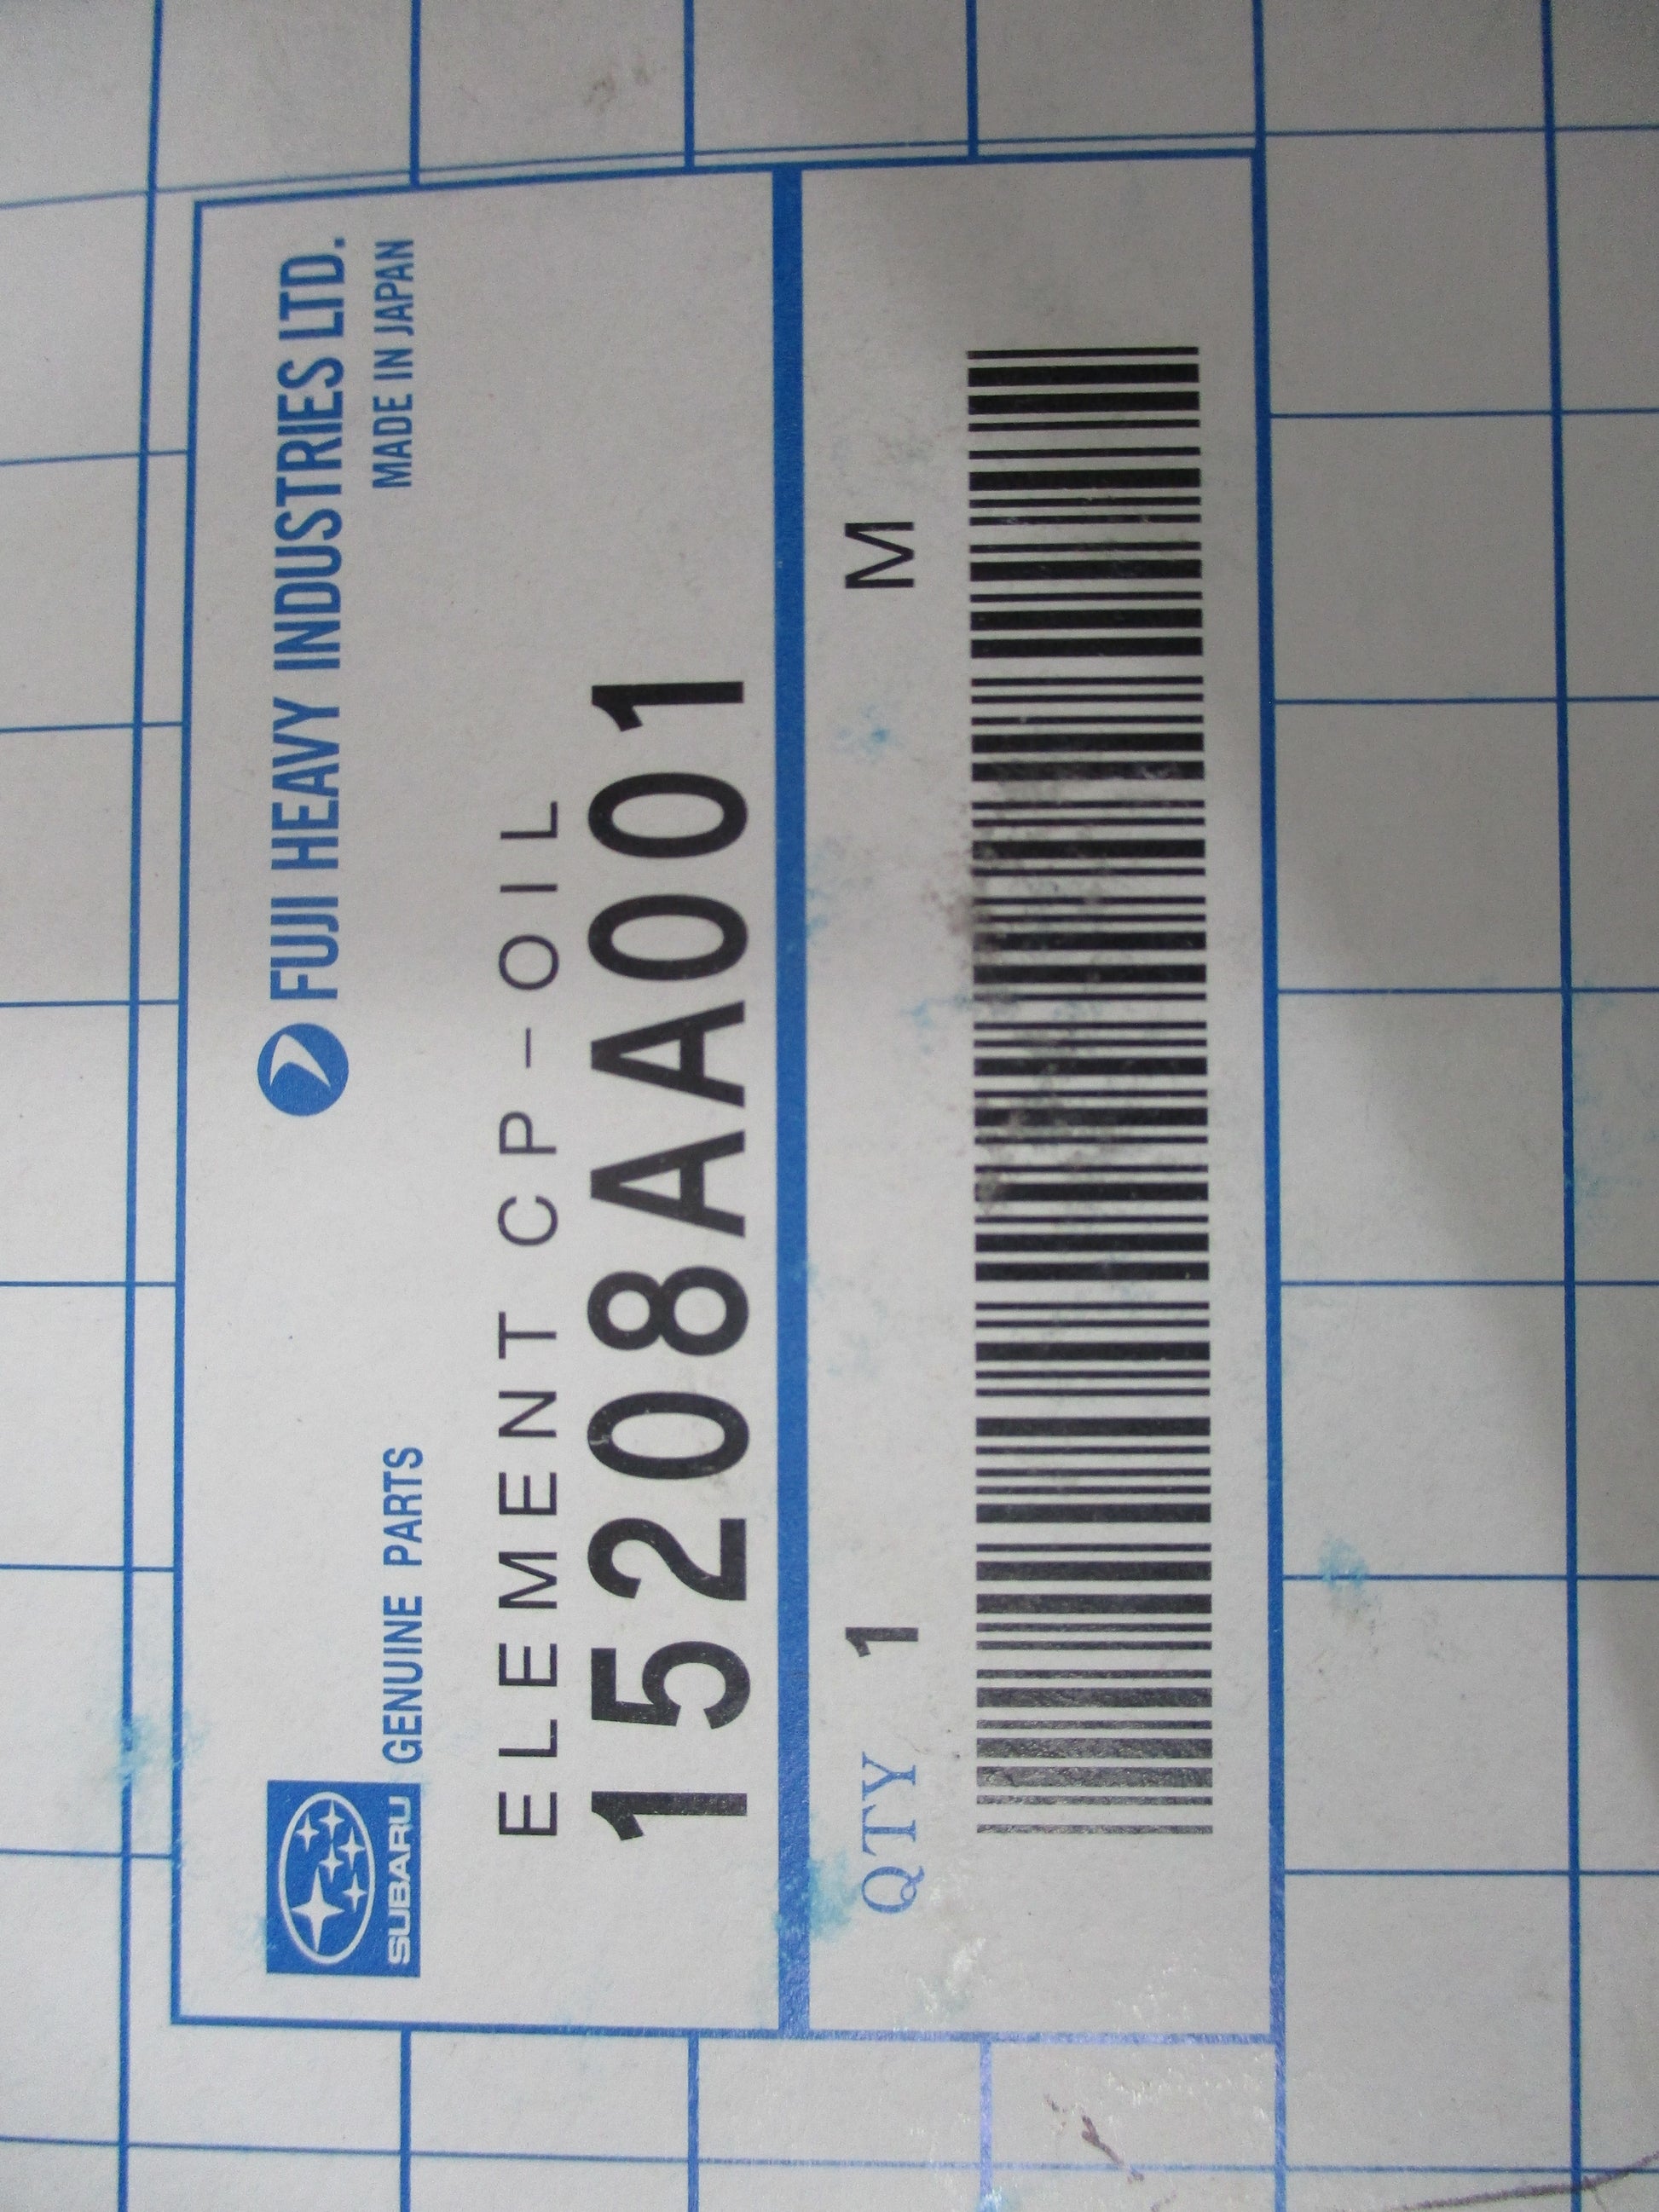 FUJI HEAVY INDUSTRIES LTD.
SUBARU GENUINE PARTS
MADE IN JAPAN
ELEMENT CP-OIL
15208AA001
QTY 1 M